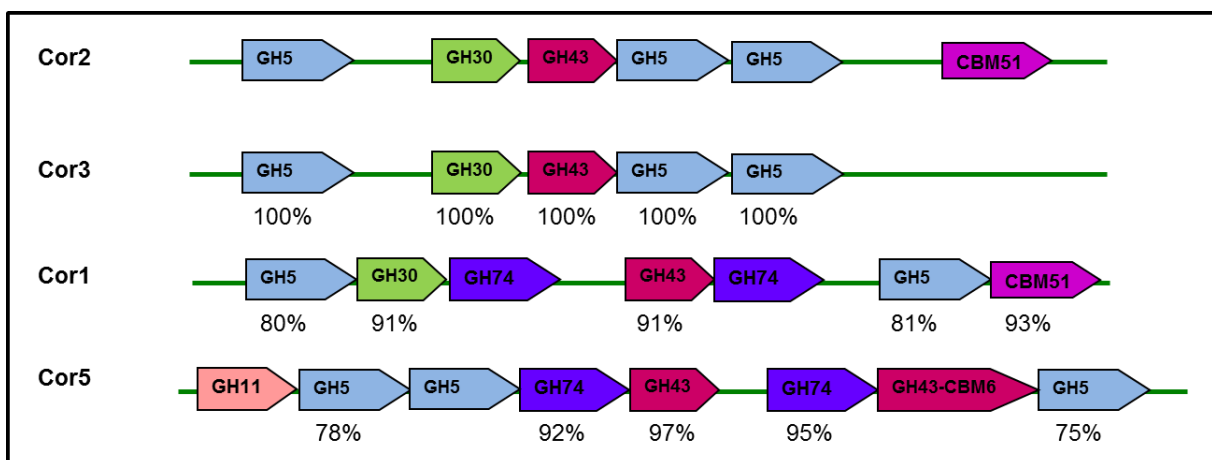 Cor2 GH5 GH30 GH43 GH5 GH5 CBM51
Cor3 GH5 GH30 GH43 GH5 GH5
100% 100% 100% 100% 100%
Cor1 GH5 GH30 GH74 GH43 GH74 GH5 CBM51
80% 91% 91% 81% 93%
Cor5 GH11 GH5 GH5 GH74 GH43 GH74 GH43-CBM6 GH5
78% 92% 97% 95% 75%